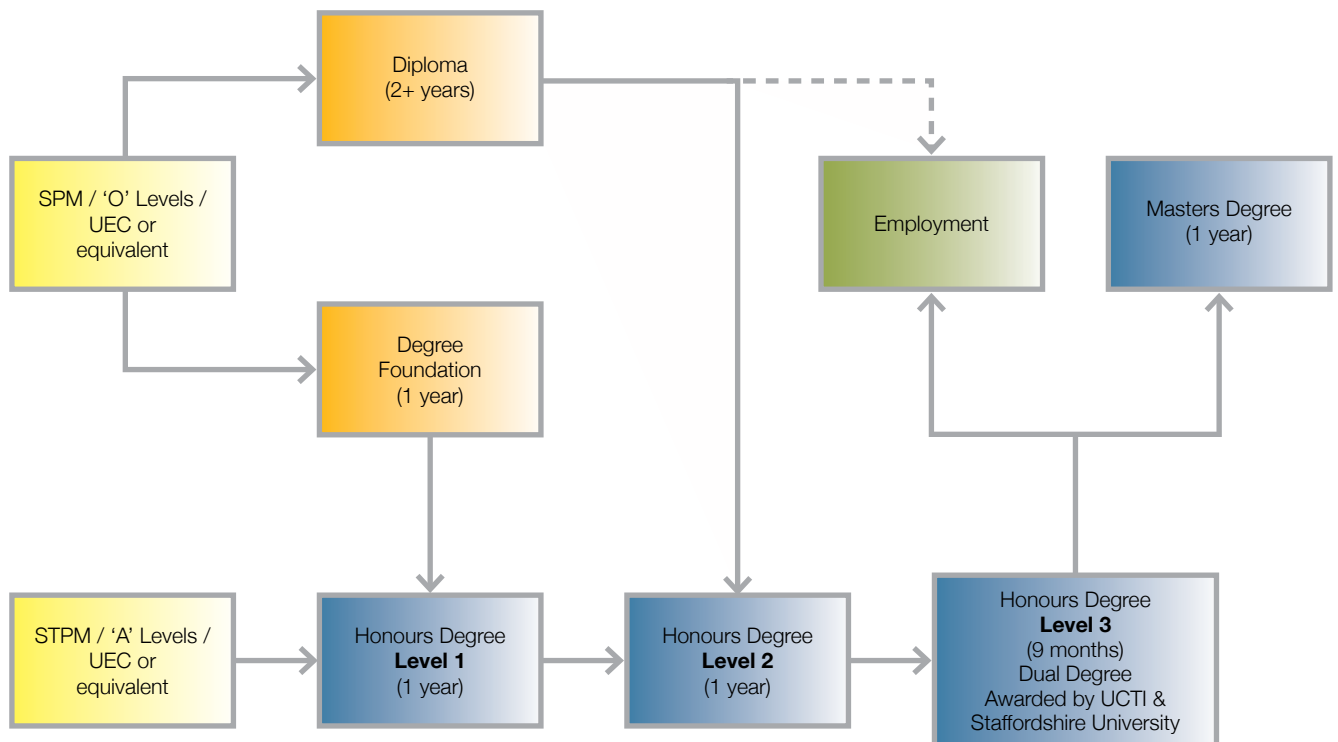 Diploma
(2+ years)
SPM / ‘O’ Levels /
UEC or
equivalent
Employment
Masters Degree
(1 year)
Degree
Foundation
(1 year)
STPM / ‘A’ Levels /
UEC or
equivalent
Honours Degree
Level 1
(1 year)
Honours Degree
Level 2
(1 year)
Honours Degree
Level 3
(9 months)
Dual Degree
Awarded by UCTI &
Staffordshire University